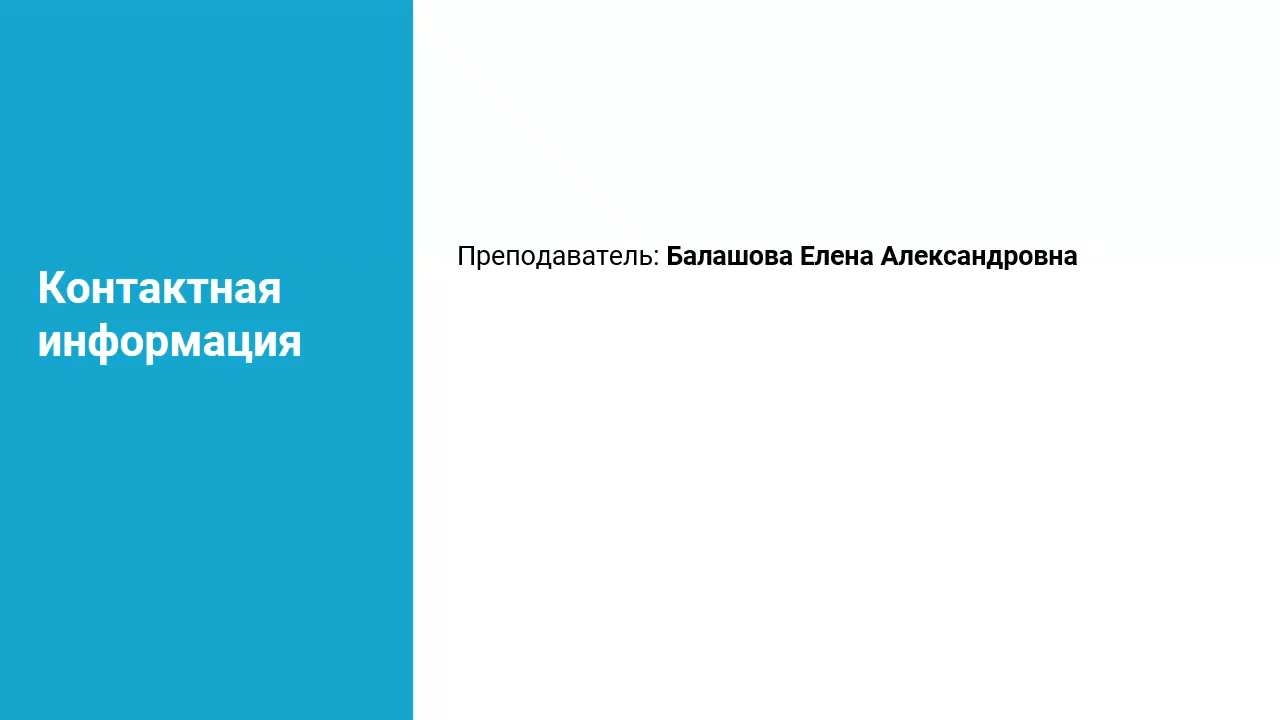 Контактная
информация
Преподаватель: Балашова Елена Александровна